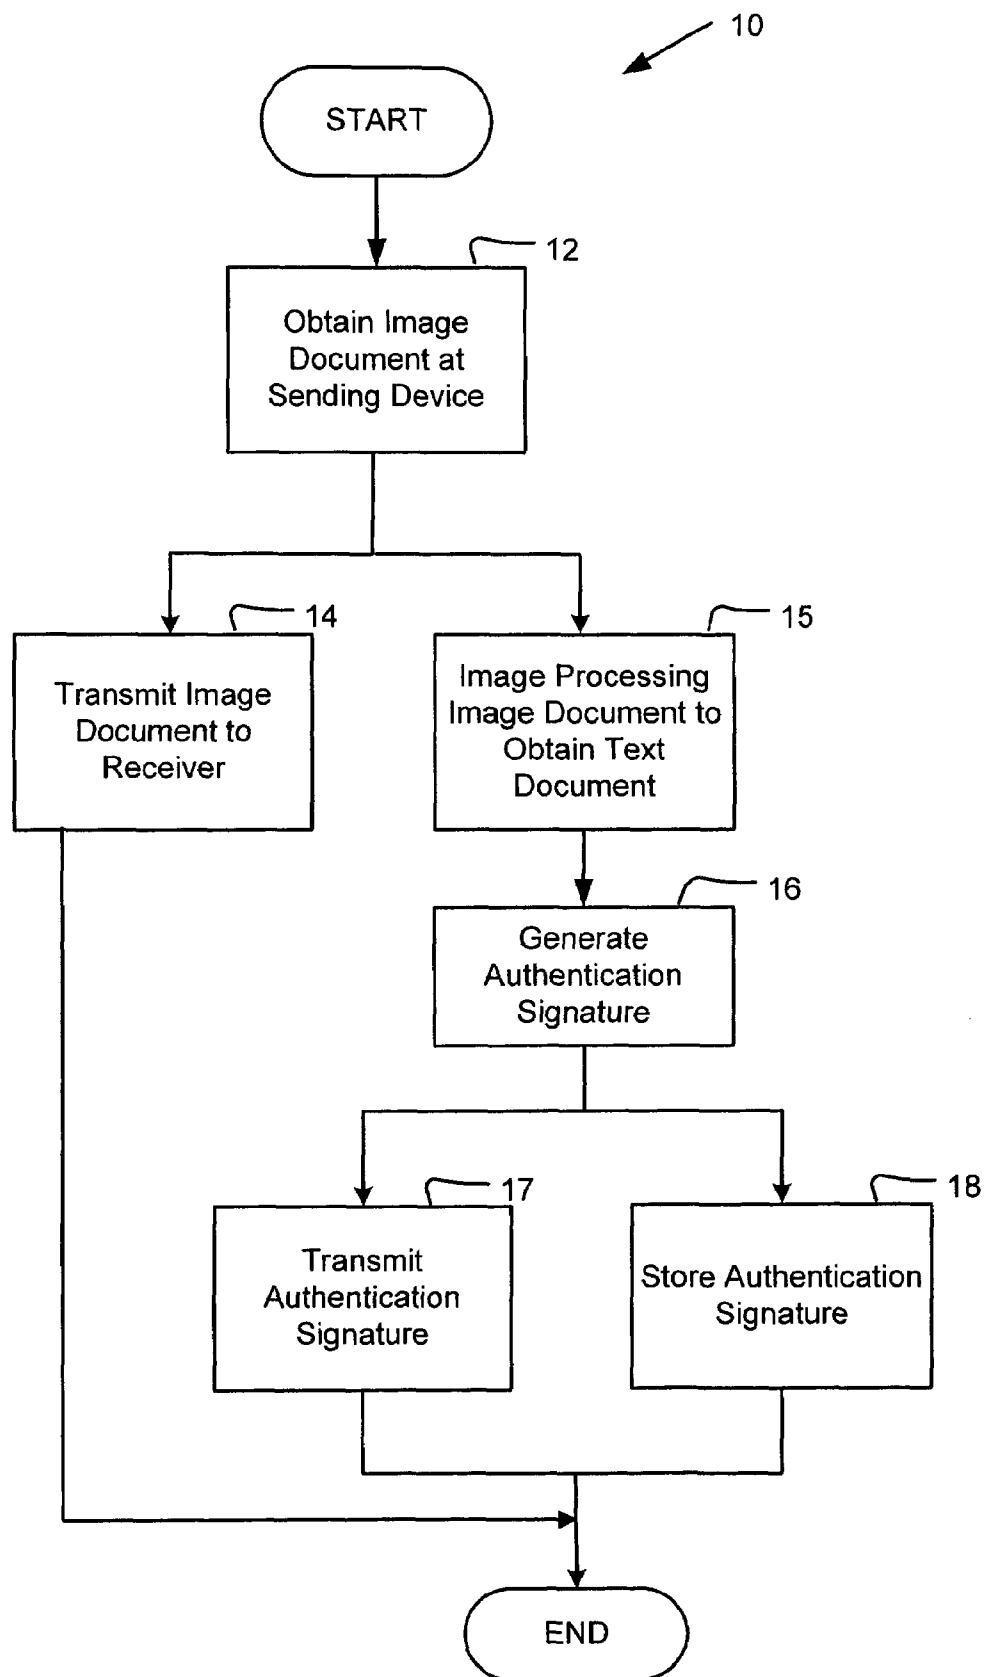 10
START
12
Obtain Image
Document at
Sending Device
14
Transmit Image
Document to
Receiver
15
Image Processing
Image Document to
Obtain Text
Document
16
Generate
Authentication
Signature
17
Transmit
Authentication
Signature
18
Store Authentication
Signature
END